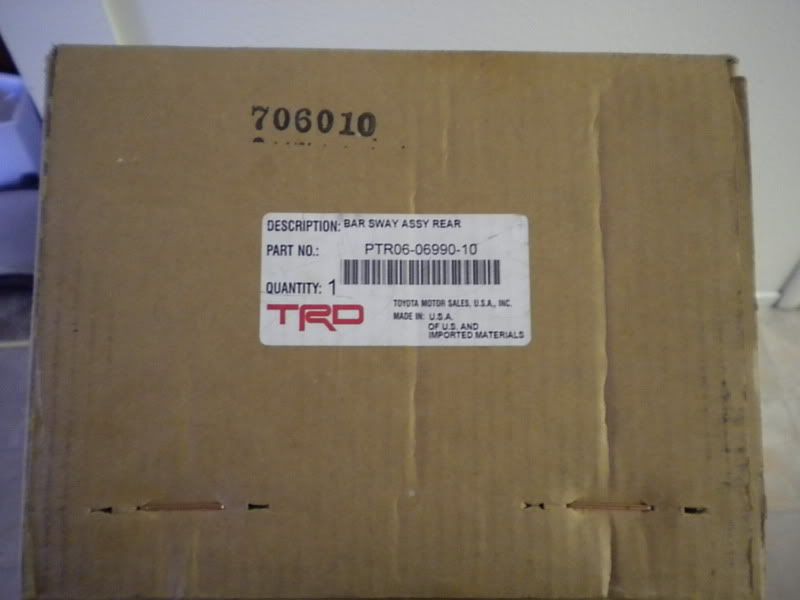 706010
DESCRIPTION: BAR SWAY ASSY REAR
PART NO.: PTR06-06990-10
QUANTITY: 1
TRD
TOYOTA MOTOR SALES, U.S.A., INC.
MADE IN: U.S.A.
OF U.S. AND
IMPORTED MATERIALS